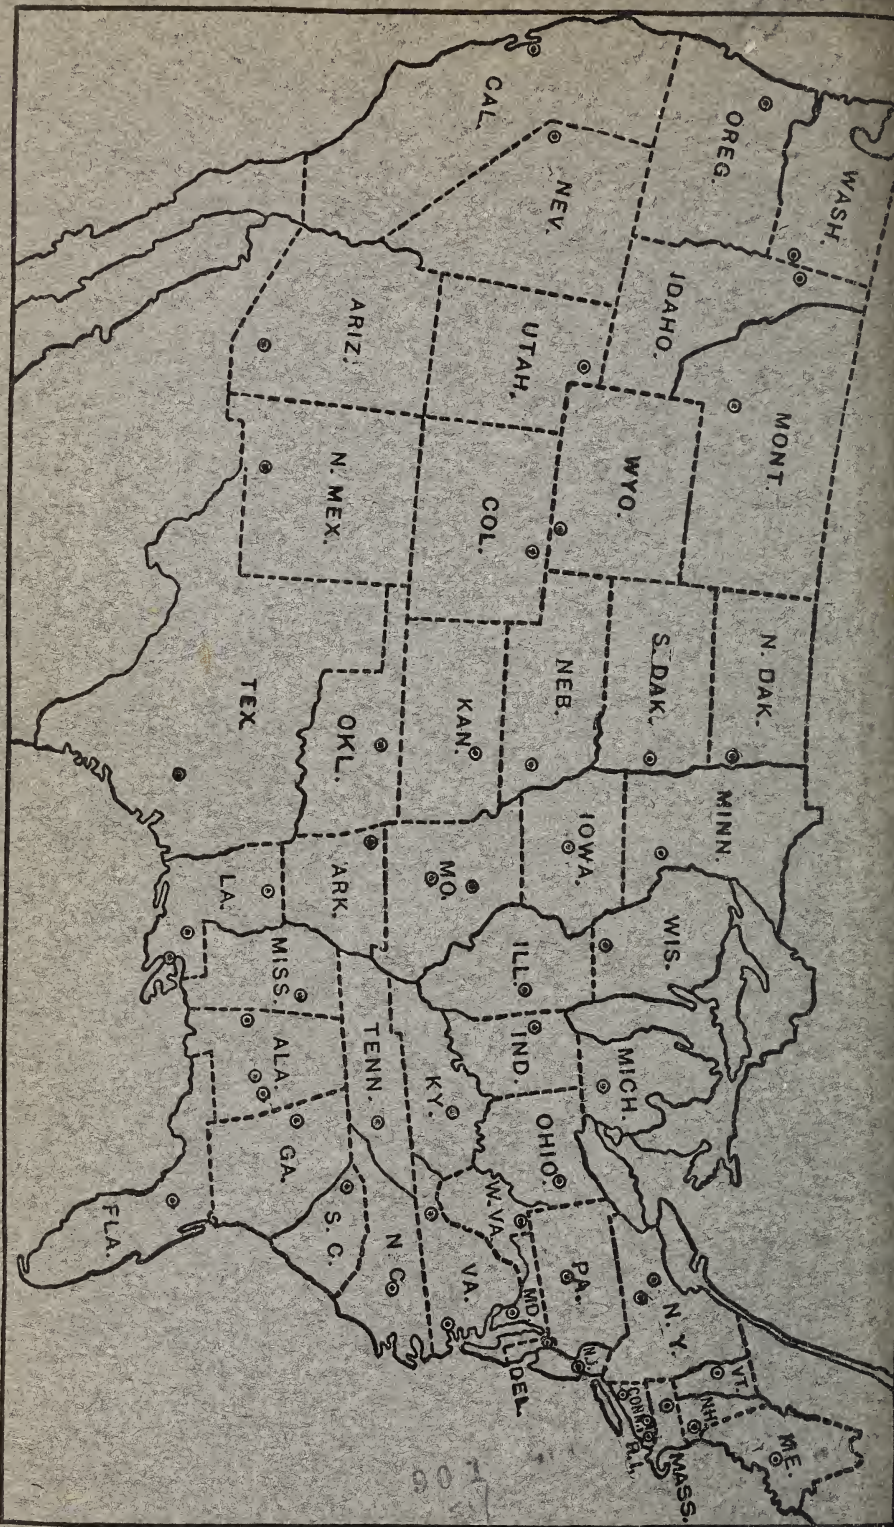 WASH.
OREG.
CAL.
NEV.
IDAHO.
MONT.
UTAH,
ARIZ.
WYO.
COL.
N. MEX.
N. DAK.
S. DAK.
NEB.
KAN.
OKL.
TEX.
MINN.
IOWA.
MO.
ARK.
LA.
WIS.
ILL.
MISS.
MICH.
IND.
KY.
TENN.
ALA.
OHIO.
W. VA.
VA.
N. C.
S. C.
GA.
FLA.
PA.
MD.
DEL.
N.J.
N. Y.
CONN.
R.I.
MASS.
VT.
NH.
ME.